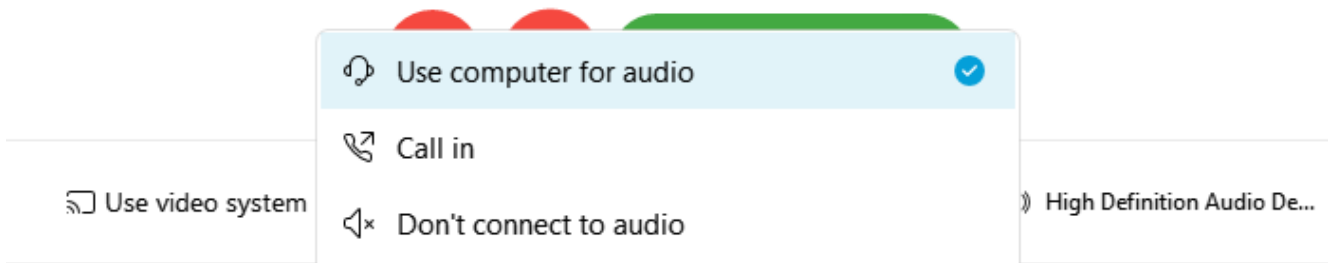 Use computer for audio
Call in
Use video system
High Definition Audio De...
Don't connect to audio